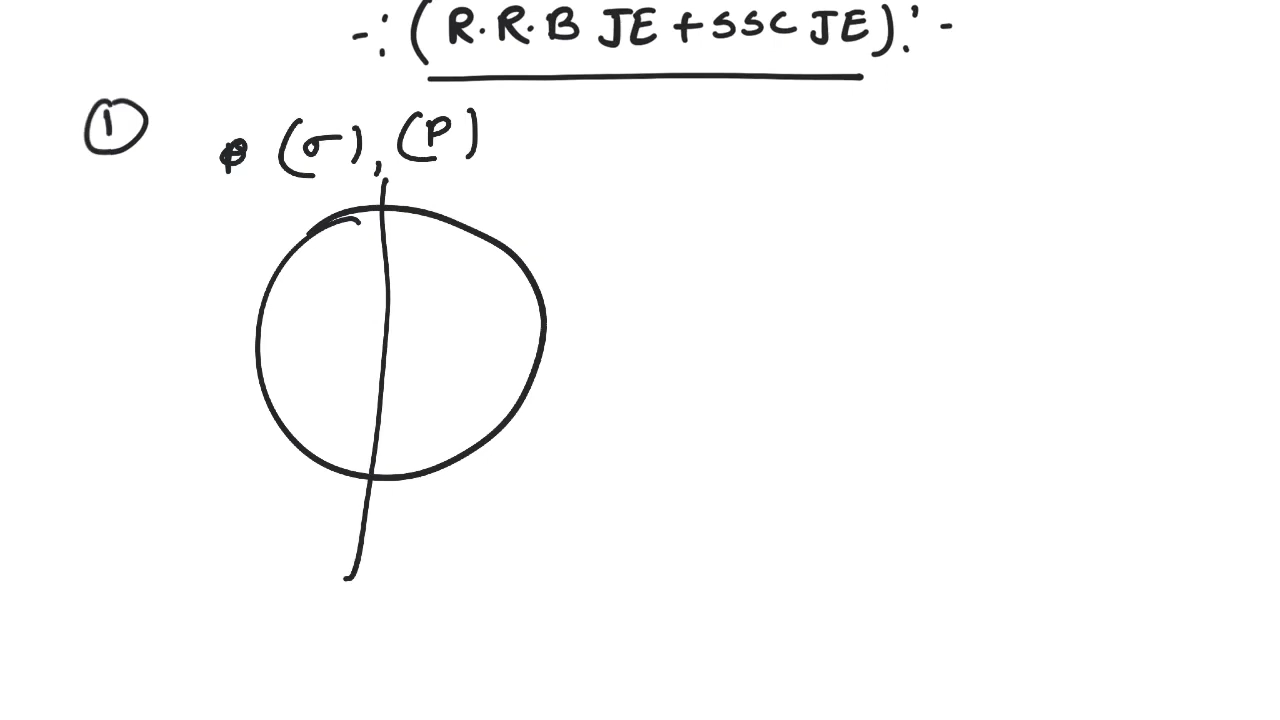 -: (R.R.B JE + SSC JE) :-
①
(σ), (P)